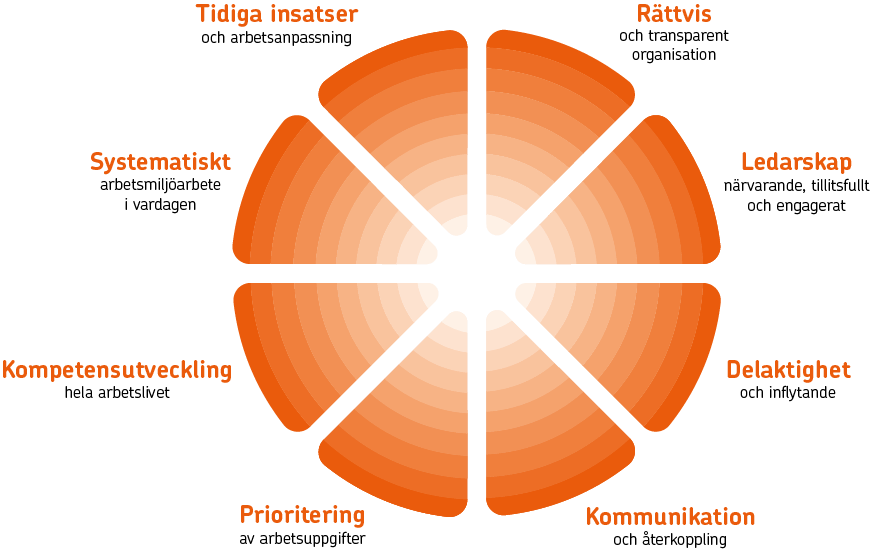 Tidiga insatser
och arbetsanpassning
Rättvis
och transparent
organisation
Systematiskt
arbetsmiljöarbete
i vardagen
Ledarskap
närvarande, tillitsfullt
och engagerat
Kompetensutveckling
hela arbetslivet
Delaktighet
och inflytande
Prioritering
av arbetsuppgifter
Kommunikation
och återkoppling